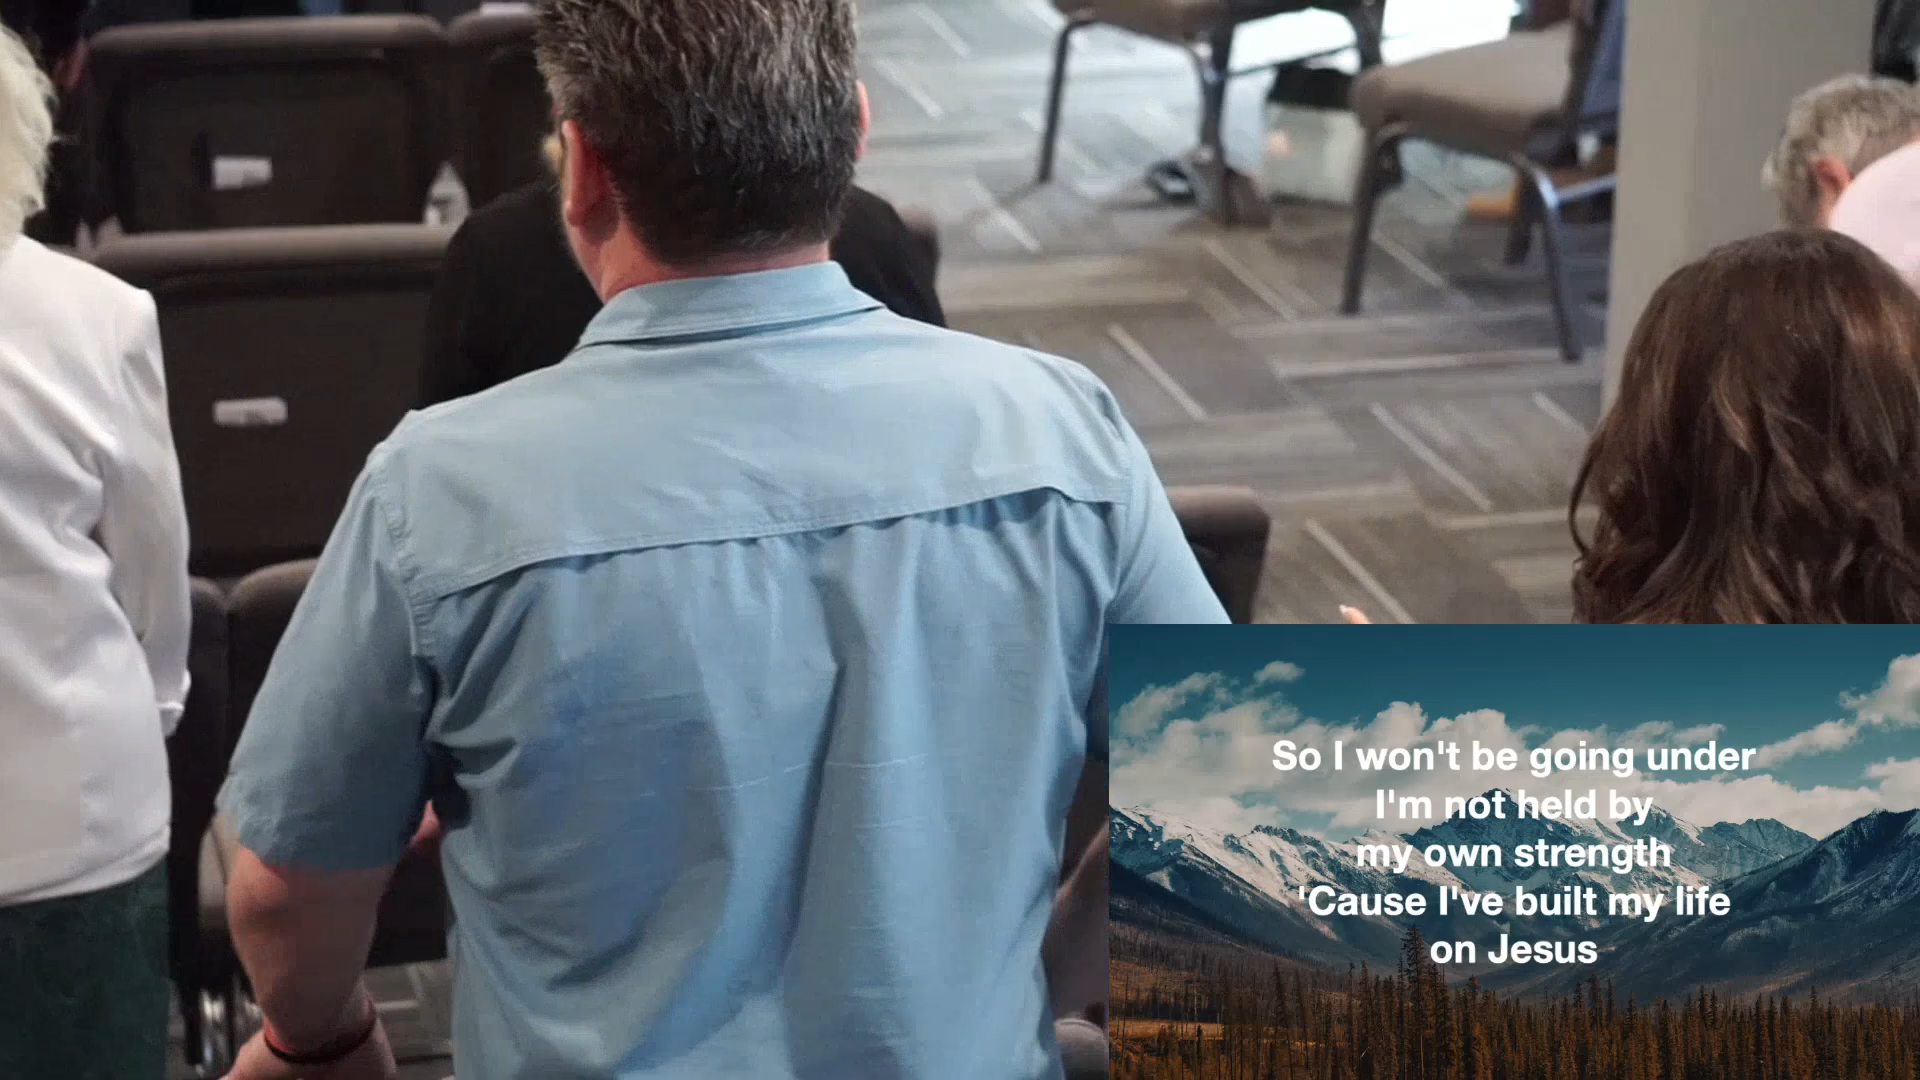 So I won't be going under
I'm not held by
my own strength
'Cause I've built my life
on Jesus